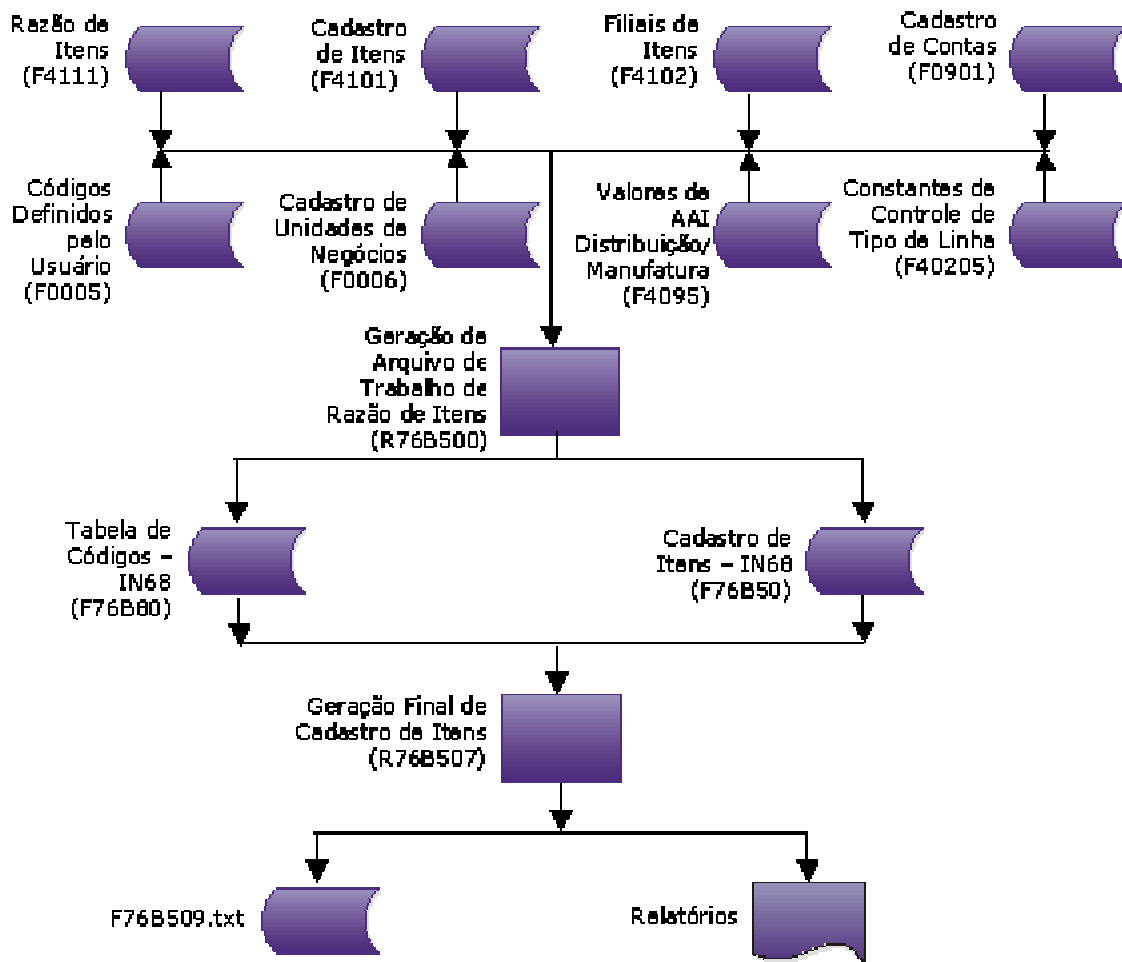 Razão de
Itens
(F4111)
Cadastro
de Itens
(F4101)
Filiais de
Itens
(F4102)
Cadastro
de Contas
(F0901)
Códigos
Definidos
pelo
Usuário
(F0005)
Cadastro de
Unidades de
Negócios
(F0006)
Valores de
AAI
Distribuição/
Manufatura
(F4095)
Constantes de
Controle de
Tipo de Linha
(F40205)
Geração de
Arquivo de
Trabalho de
Razão de Itens
(R76B500)
Tabela de
Códigos –
IN68
(F76B80)
Cadastro de
Itens – IN68
(F76B50)
Geração Final de
Cadastro de Itens
(R76B507)
F76B509.txt
Relatórios